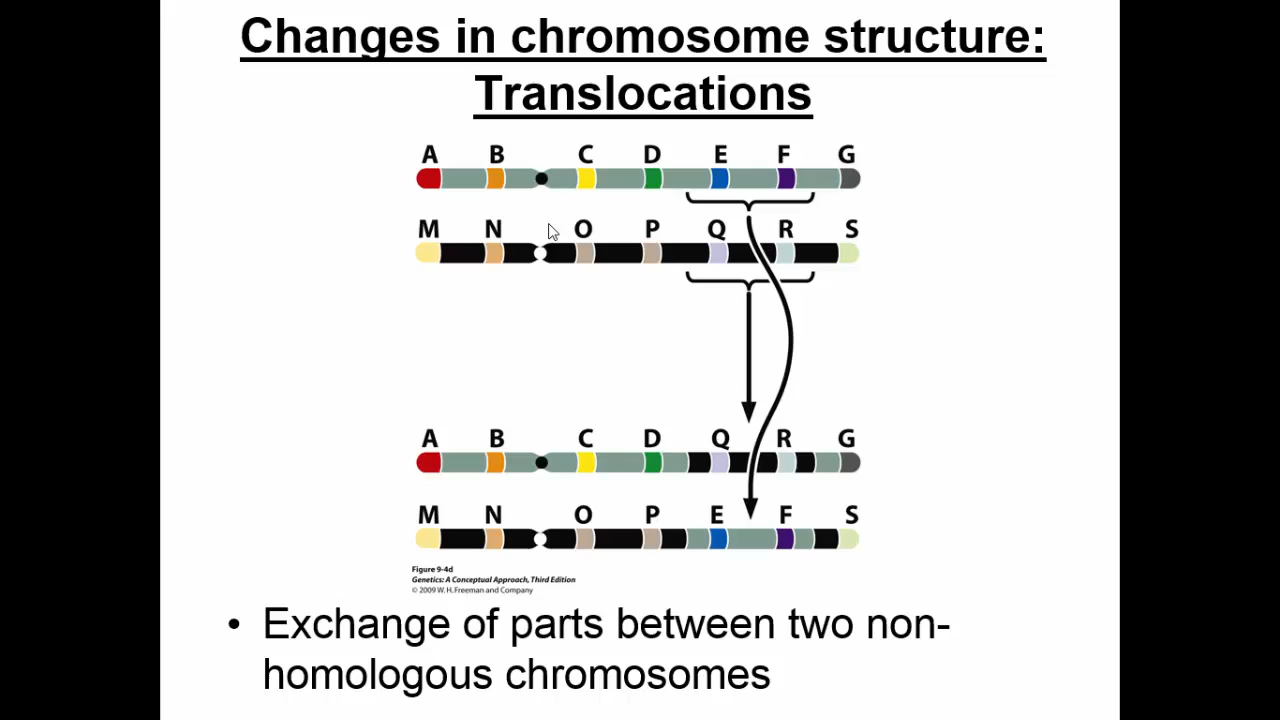 Changes in chromosome structure:
Translocations
A B C D E F G
M N O P Q R S
A B C D Q R G
M N O P E F S
Figure 9-4d
Genetics: A Conceptual Approach, Third Edition
© 2009 W. H. Freeman and Company
• Exchange of parts between two non-
homologous chromosomes